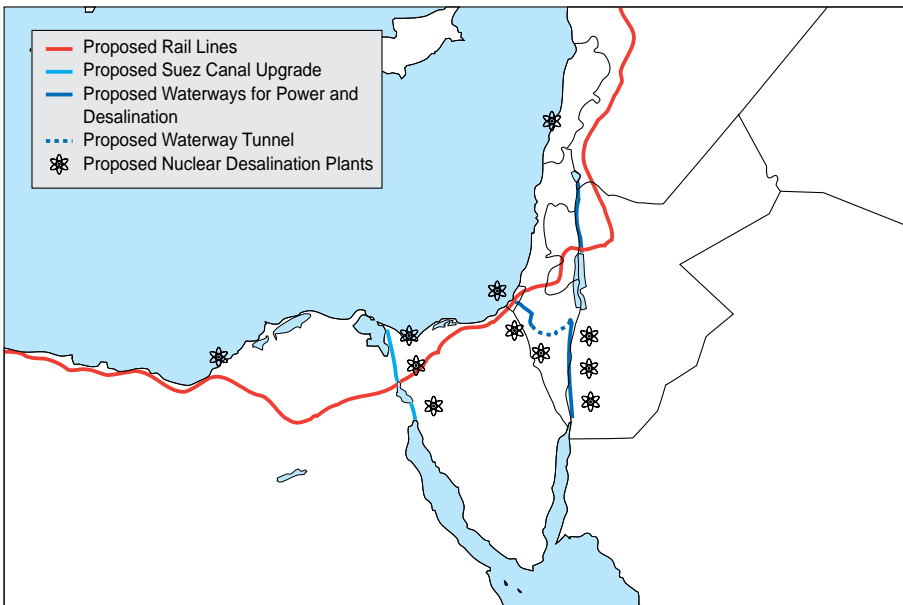 Proposed Rail Lines
Proposed Suez Canal Upgrade
Proposed Waterways for Power and
Desalination
Proposed Waterway Tunnel
Proposed Nuclear Desalination Plants